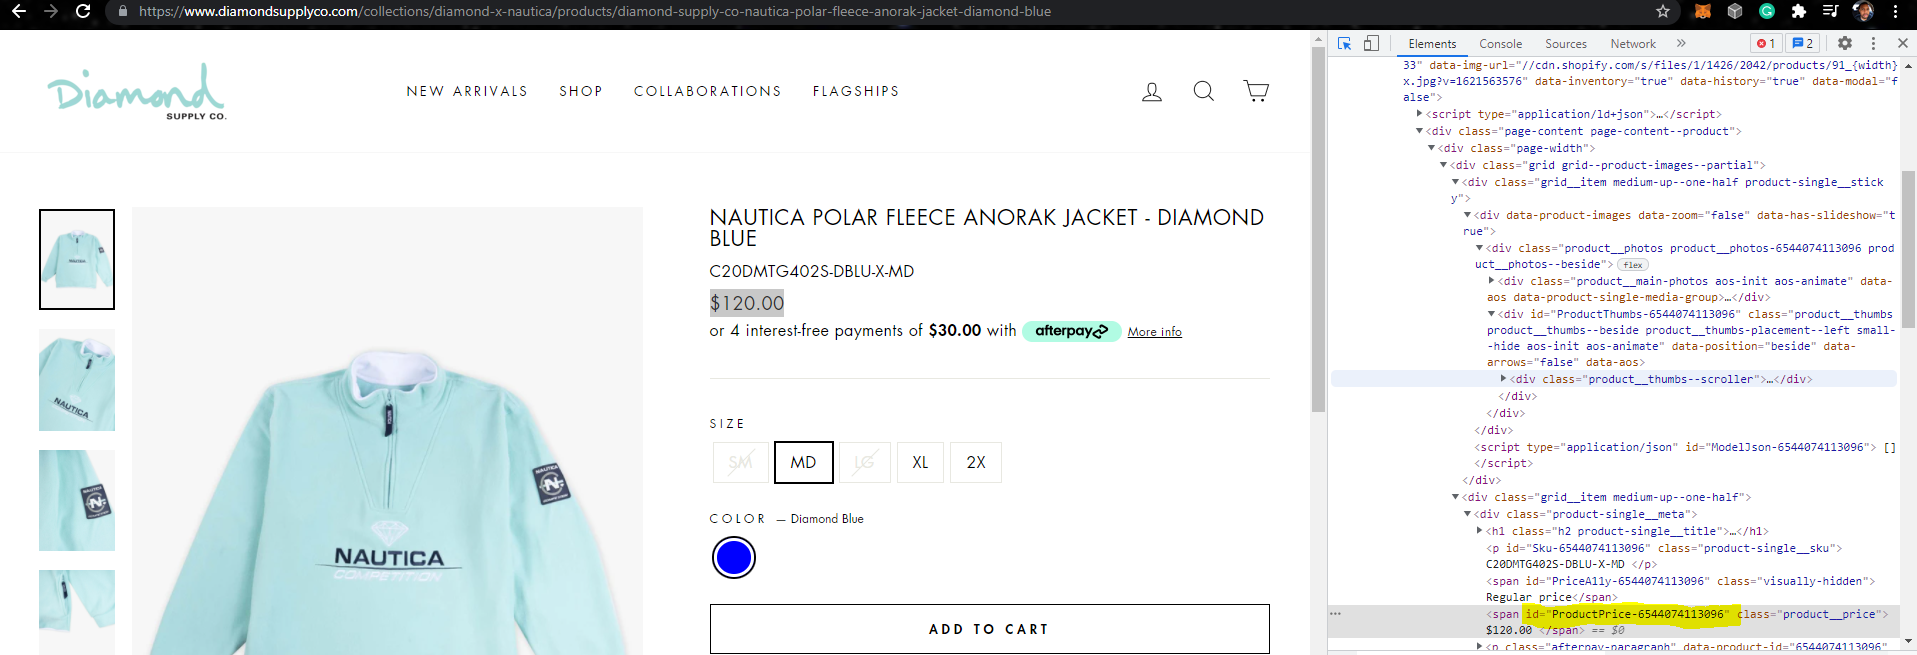 https://www.diamondsupplyco.com/collections/diamond-x-nautica/products/diamond-supply-co-nautica-polar-fleece-anorak-jacket-diamond-blue
Diamond
SUPPLY CO.
NEW ARRIVALS SHOP COLLABORATIONS FLAGSHIPS
NAUTICA POLAR FLEECE ANORAK JACKET - DIAMOND
BLUE
C20DMTG402S-DBLU-X-MD
$120.00
or 4 interest-free payments of $30.00 with afterpay More info
SIZE
SM MD LG XL 2X
COLOR — Diamond Blue
ADD TO CART
NAUTICA
NAUTICA
NAUTICA
NAUTICA
COMPETITION
Elements Console Sources Network » 1 2
33" data-img-url="//cdn.shopify.com/s/files/1/1426/2042/products/91_{width}
x.jpg?v=1621563576" data-inventory="true" data-history="true" data-modal="f
alse">
<script type="application/ld+json">…</script>
<div class="page-content page-content--product">
<div class="page-width">
<div class="grid grid--product-images--partial">
<div class="grid__item medium-up--one-half product-single__stick
y">
<div data-product-images data-zoom="false" data-has-slideshow="t
rue">
<div class="product__photos product__photos-6544074113096 prod
uct__photos--beside"> flex
<div class="product__main-photos aos-init aos-animate" data-
aos data-product-single-media-group>…</div>
<div id="ProductThumbs-6544074113096" class="product__thumbs
product__thumbs--beside product__thumbs-placement--left small-
-hide aos-init aos-animate" data-position="beside" data-
arrows="false" data-aos>
<div class="product__thumbs--scroller">…</div>
</div>
</div>
</div>
<script type="application/json" id="ModelJson-6544074113096"> []
</script>
</div>
<div class="grid__item medium-up--one-half">
<div class="product-single__meta">
<h1 class="h2 product-single__title">…</h1>
<p id="Sku-6544074113096" class="product-single__sku">
C20DMTG402S-DBLU-X-MD </p>
<span id="PriceA11y-6544074113096" class="visually-hidden">
Regular price</span>
<span id="ProductPrice-6544074113096" class="product__price">
$120.00 </span> == $0
<p class="afterpay-paragraph" data-product-id="6544074113096"